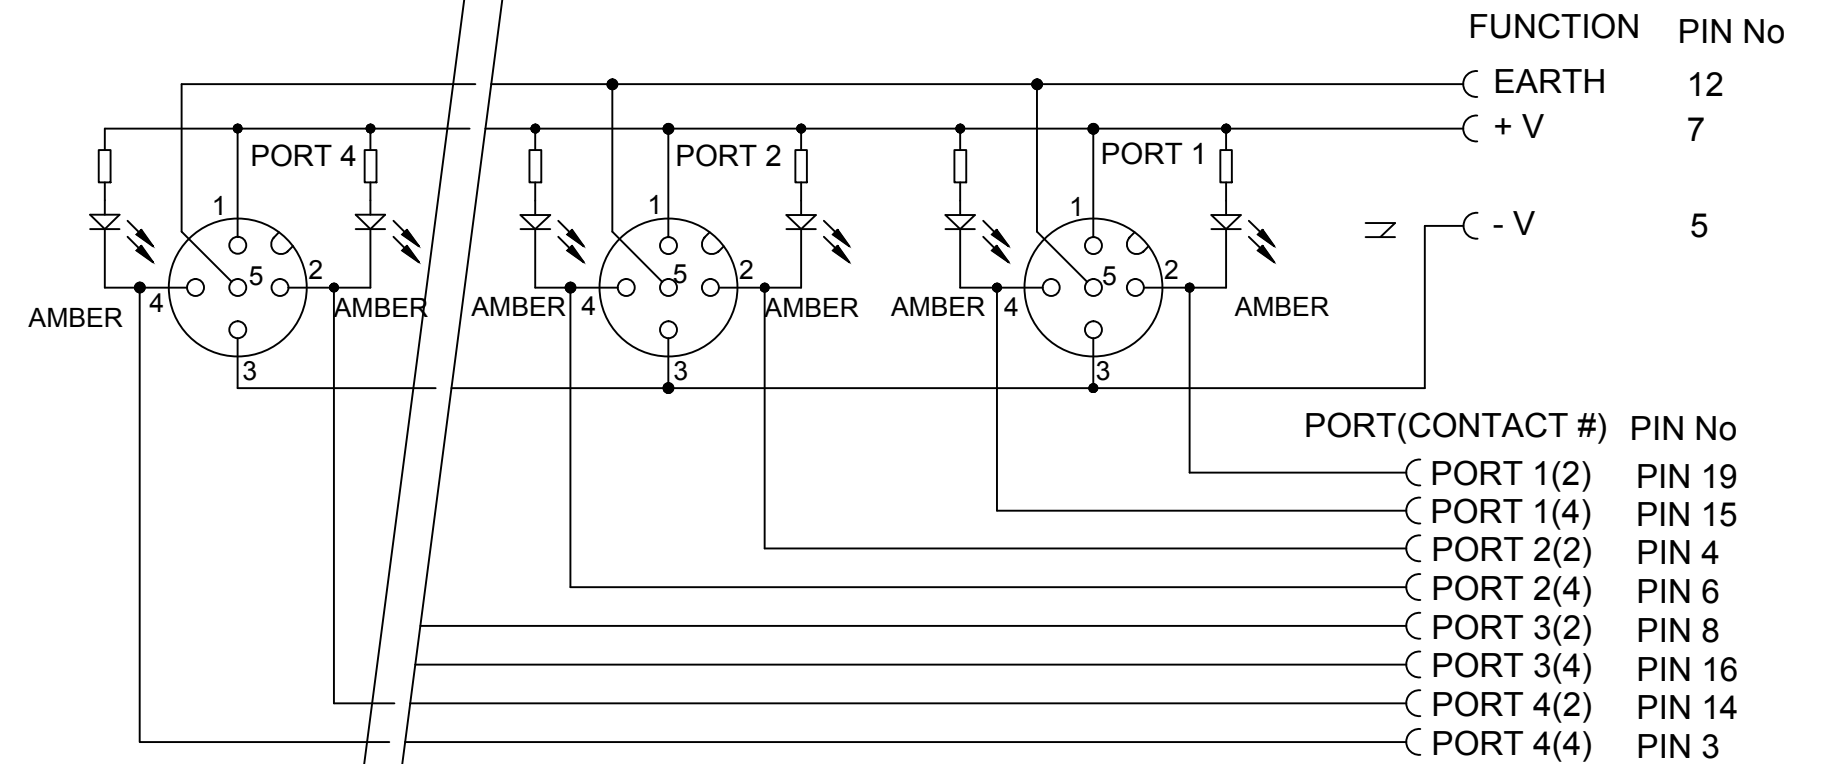 FUNCTION PIN No
EARTH 12
+ V 7
PORT 4 PORT 2 PORT 1
1 1 1
- V 5
IN
5 2 5 2 5 2
4 AMBER AMBER 4 AMBER AMBER 4 AMBER
AMBER
3 3 3
PORT(CONTACT #) PIN No
PORT 1(2) PIN 19
PORT 1(4) PIN 15
PORT 2(2) PIN 4
PORT 2(4) PIN 6
PORT 3(2) PIN 8
PORT 3(4) PIN 16
PORT 4(2) PIN 14
PORT 4(4) PIN 3